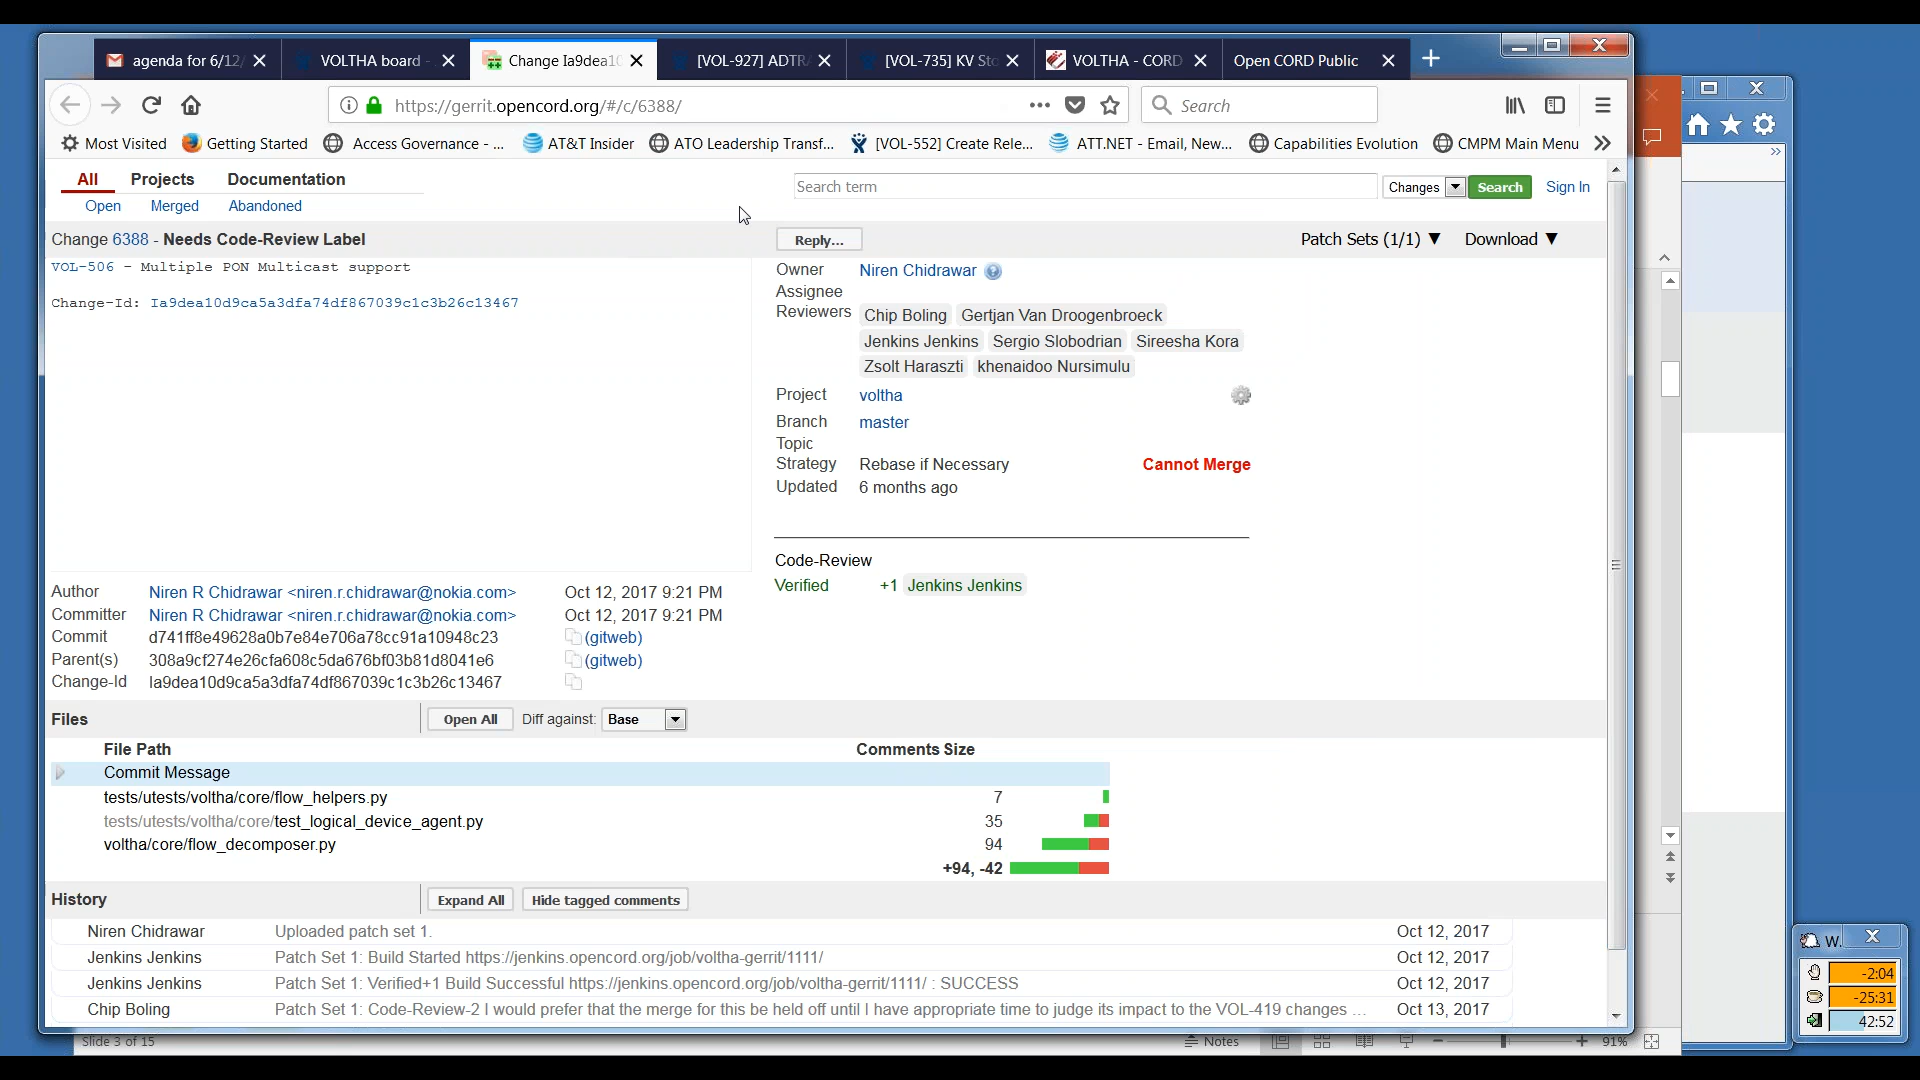 agenda for 6/12/
VOLTHA board -
Change Ia9dea10
[VOL-927] ADTR
[VOL-735] KV Sto
VOLTHA - CORD
Open CORD Public
https://gerrit.opencord.org/#/c/6388/
Search
Most Visited
Getting Started
Access Governance - ...
AT&T Insider
ATO Leadership Transf...
[VOL-552] Create Rele...
ATT.NET - Email, New...
Capabilities Evolution
CMPM Main Menu
All Projects Documentation
Open Merged Abandoned
Search term
Changes
Search
Sign In
Change 6388 - Needs Code-Review Label
Reply...
Patch Sets (1/1) ▼ Download ▼
VOL-506 - Multiple PON Multicast support
Change-Id: Ia9dea10d9ca5a3dfa74df867039c1c3b26c13467
Owner Niren Chidrawar
Assignee
Reviewers Chip Boling Gertjan Van Droogenbroeck
Jenkins Jenkins Sergio Slobodrian Sireesha Kora
Zsolt Haraszti khenaidoo Nursimulu
Project voltha
Branch master
Topic
Strategy Rebase if Necessary Cannot Merge
Updated 6 months ago
Code-Review
Verified +1 Jenkins Jenkins
Author Niren R Chidrawar <niren.r.chidrawar@nokia.com> Oct 12, 2017 9:21 PM
Committer Niren R Chidrawar <niren.r.chidrawar@nokia.com> Oct 12, 2017 9:21 PM
Commit d741ff8e49628a0b7e84e706a78cc91a10948c23 (gitweb)
Parent(s) 308a9cf274e26cfa608c5da676bf03b81d8041e6 (gitweb)
Change-Id Ia9dea10d9ca5a3dfa74df867039c1c3b26c13467
Files
Open All
Diff against: Base
File Path Comments Size
Commit Message
tests/utests/voltha/core/flow_helpers.py 7
tests/utests/voltha/core/test_logical_device_agent.py 35
voltha/core/flow_decomposer.py 94
+94, -42
History
Expand All
Hide tagged comments
Niren Chidrawar Uploaded patch set 1. Oct 12, 2017
Jenkins Jenkins Patch Set 1: Build Started https://jenkins.opencord.org/job/voltha-gerrit/1111/ Oct 12, 2017
Jenkins Jenkins Patch Set 1: Verified+1 Build Successful https://jenkins.opencord.org/job/voltha-gerrit/1111/ : SUCCESS Oct 12, 2017
Chip Boling Patch Set 1: Code-Review-2 I would prefer that the merge for this be held off until I have appropriate time to judge its impact to the VOL-419 changes ... Oct 13, 2017
Slide 3 of 15
Notes
91%
W.
-2:04
-25:31
42:52